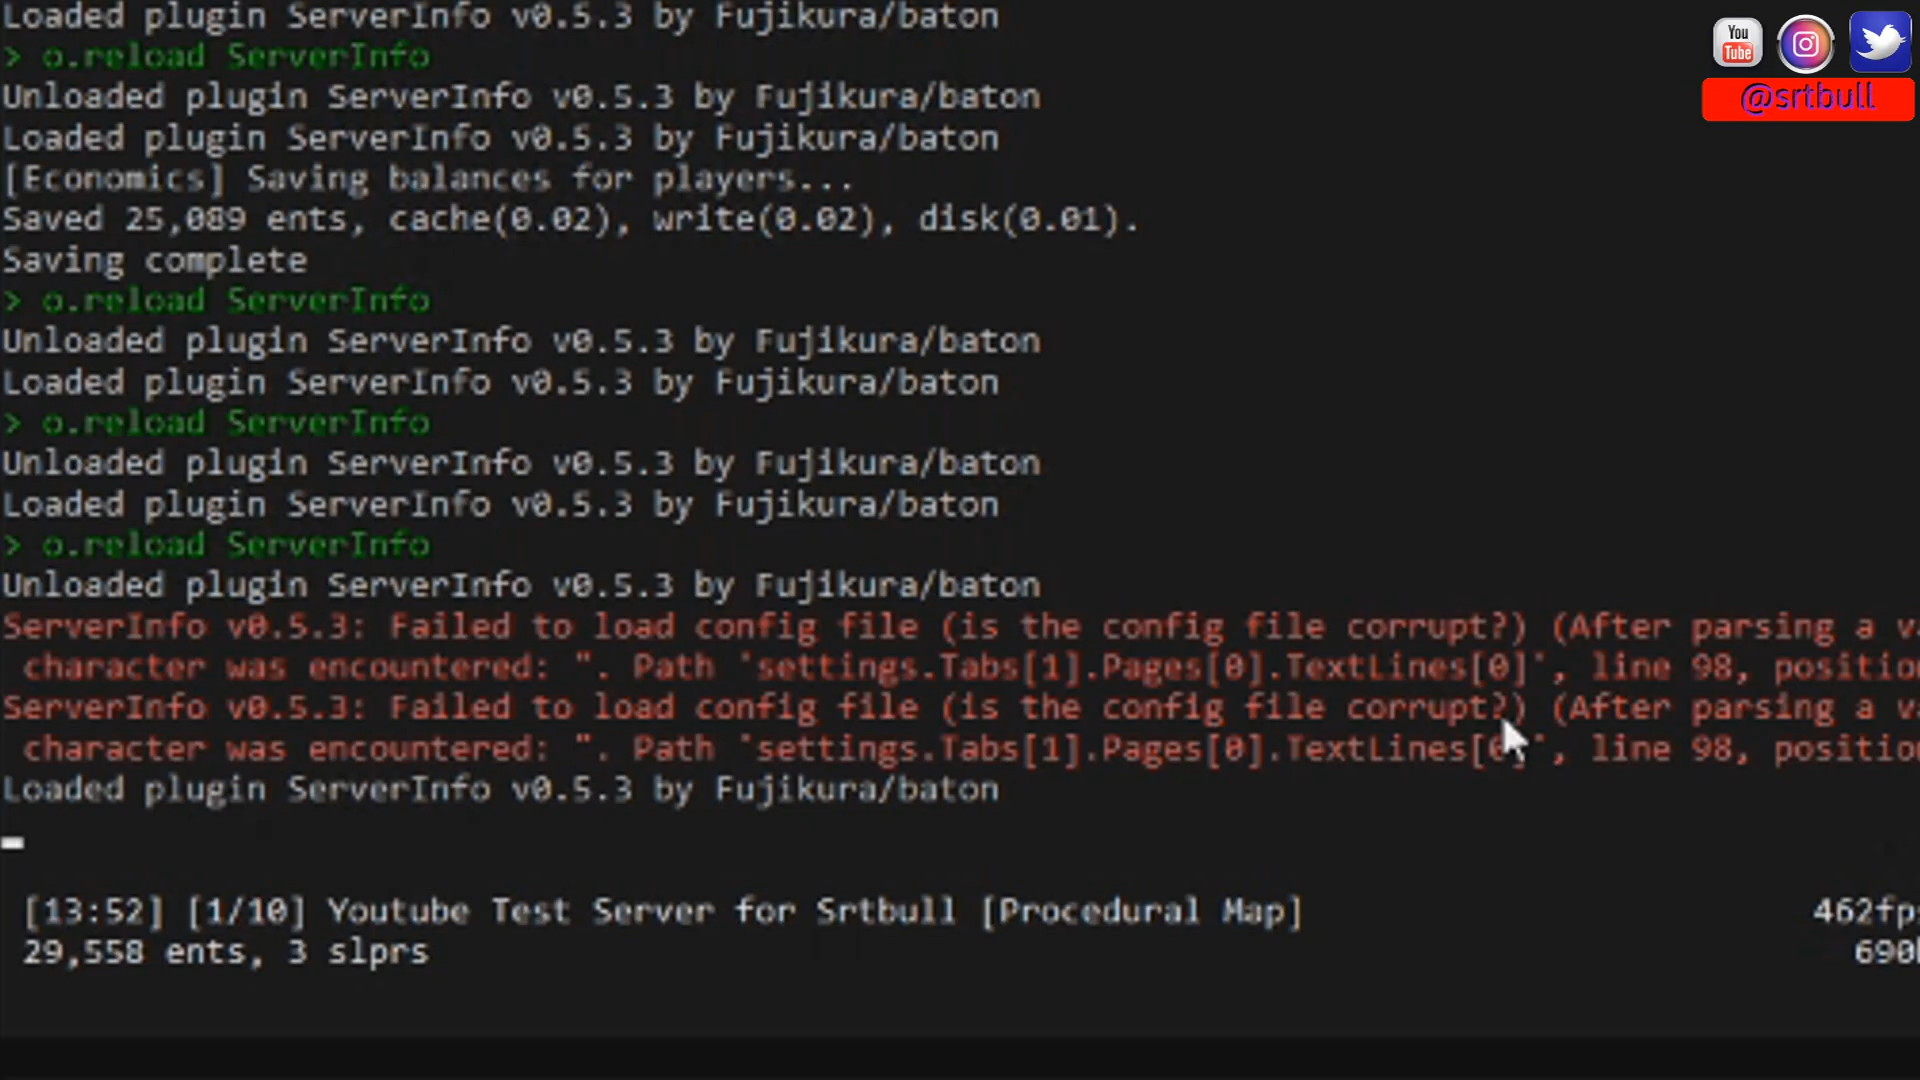 Loaded plugin ServerInfo v0.5.3 by Fujikura/baton
> o.reload ServerInfo
Unloaded plugin ServerInfo v0.5.3 by Fujikura/baton
Loaded plugin ServerInfo v0.5.3 by Fujikura/baton
[Economics] Saving balances for players...
Saved 25,089 ents, cache(0.02), write(0.02), disk(0.01).
Saving complete
> o.reload ServerInfo
Unloaded plugin ServerInfo v0.5.3 by Fujikura/baton
Loaded plugin ServerInfo v0.5.3 by Fujikura/baton
> o.reload ServerInfo
Unloaded plugin ServerInfo v0.5.3 by Fujikura/baton
Loaded plugin ServerInfo v0.5.3 by Fujikura/baton
> o.reload ServerInfo
Unloaded plugin ServerInfo v0.5.3 by Fujikura/baton
ServerInfo v0.5.3: Failed to load config file (is the config file corrupt?) (After parsing a va
character was encountered: ". Path 'settings.Tabs[1].Pages[0].TextLines[0]', line 98, position
ServerInfo v0.5.3: Failed to load config file (is the config file corrupt?) (After parsing a va
character was encountered: ". Path 'settings.Tabs[1].Pages[0].TextLines[0]', line 98, position
Loaded plugin ServerInfo v0.5.3 by Fujikura/baton
[13:52] [1/10] Youtube Test Server for Srtbull [Procedural Map] 462fps
29,558 ents, 3 slprs 690
You
Tube
@srtbull